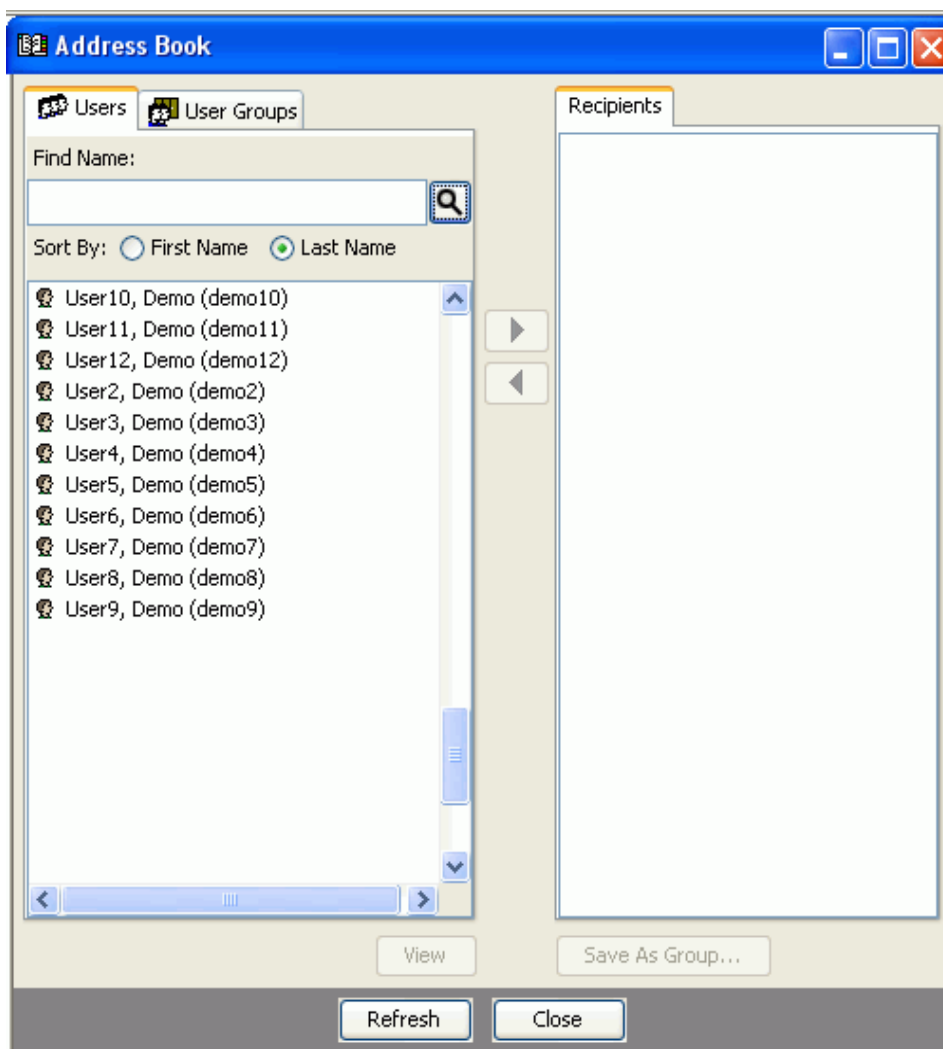 Address Book
Users
User Groups
Find Name:
Sort By: First Name Last Name
User10, Demo (demo10)
User11, Demo (demo11)
User12, Demo (demo12)
User2, Demo (demo2)
User3, Demo (demo3)
User4, Demo (demo4)
User5, Demo (demo5)
User6, Demo (demo6)
User7, Demo (demo7)
User8, Demo (demo8)
User9, Demo (demo9)
View
Recipients
Save As Group...
Refresh
Close